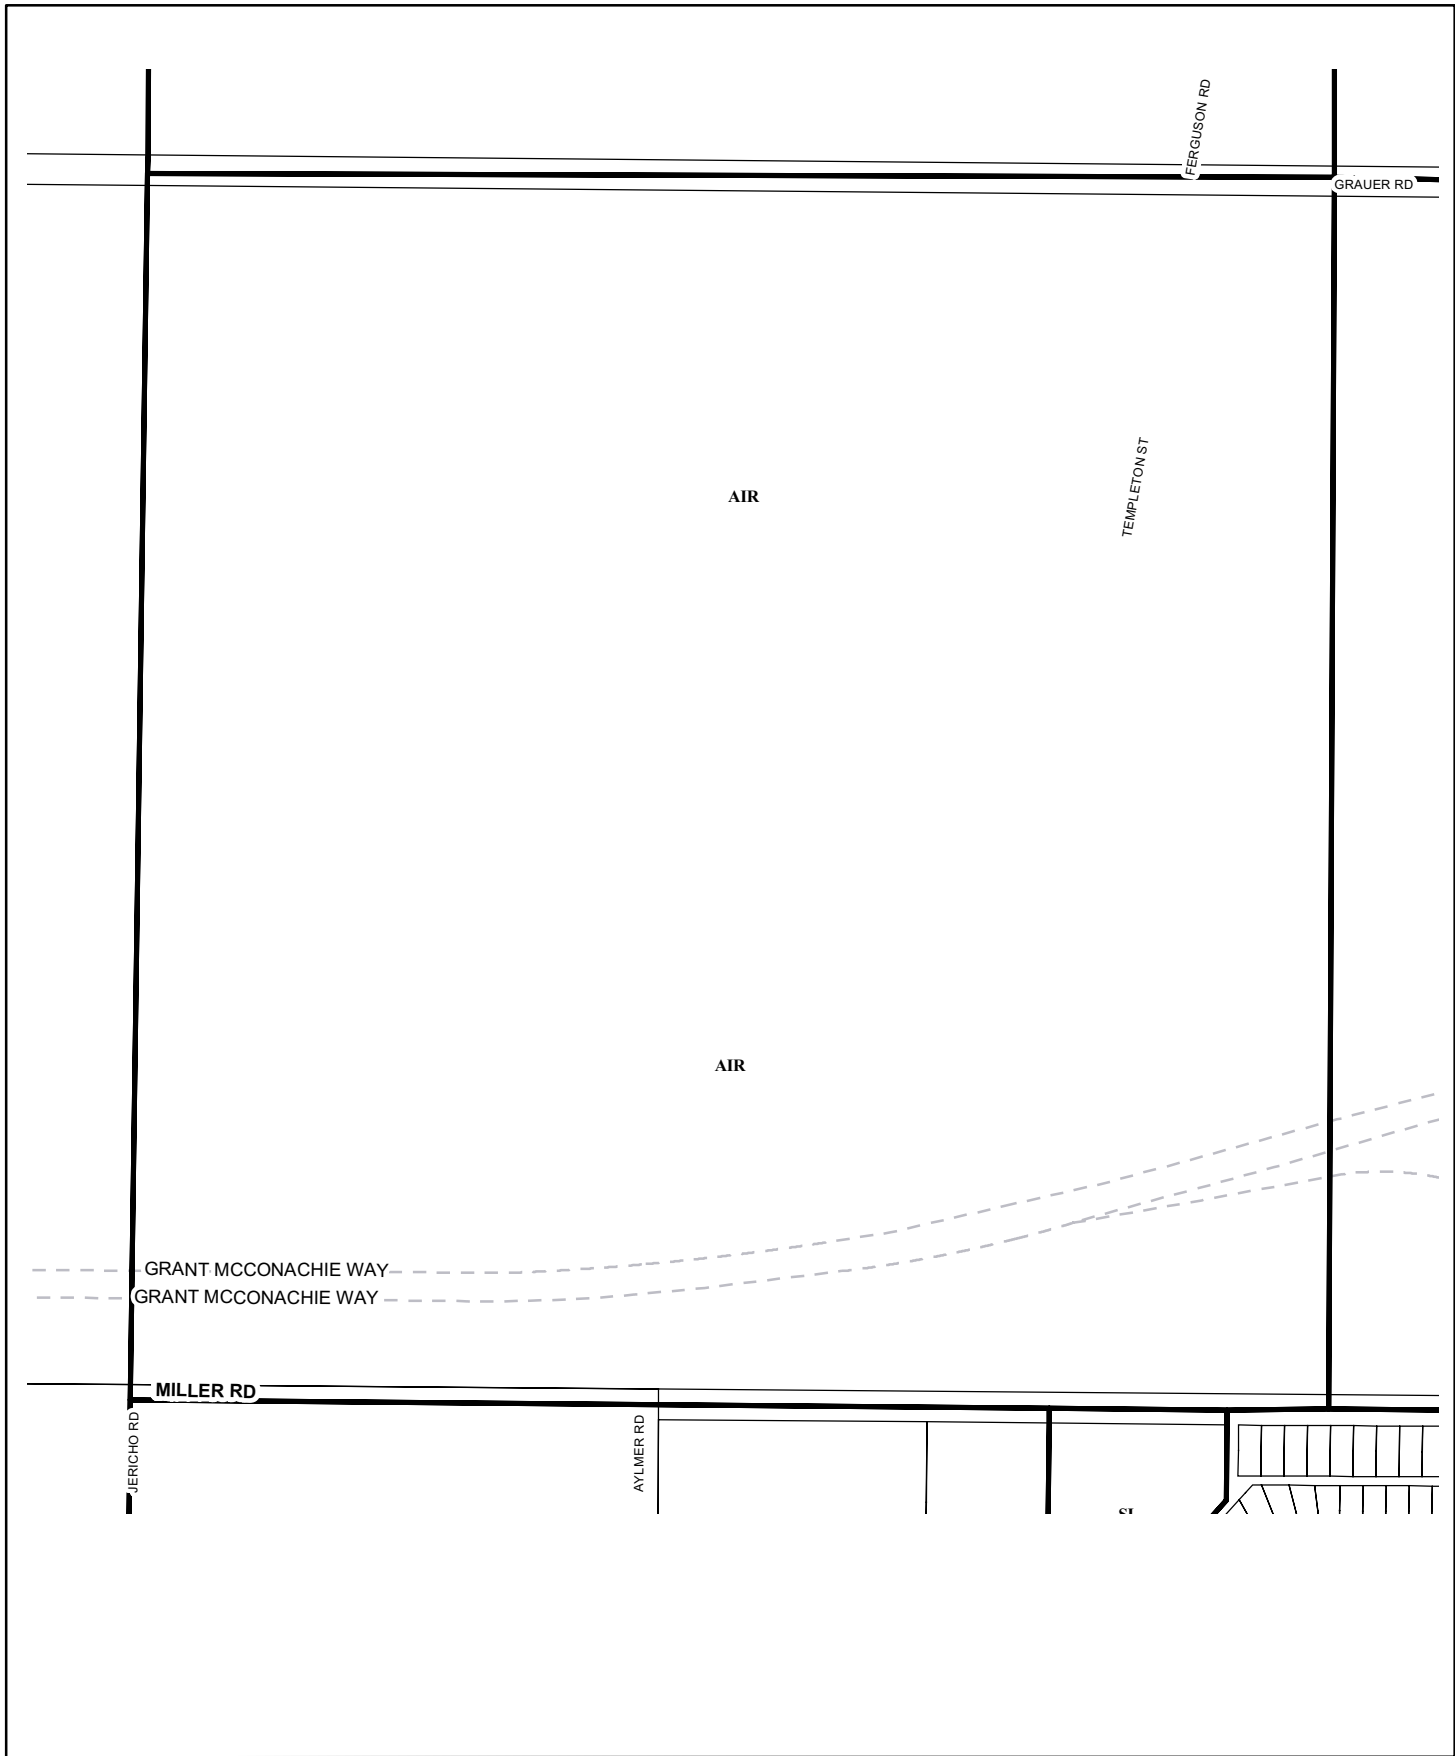 FERGUSON RD
GRAUER RD
TEMPLETON ST
AIR
AIR
GRANT MCCONACHIE WAY
GRANT MCCONACHIE WAY
MILLER RD
JERICHO RD
AYLMER RD